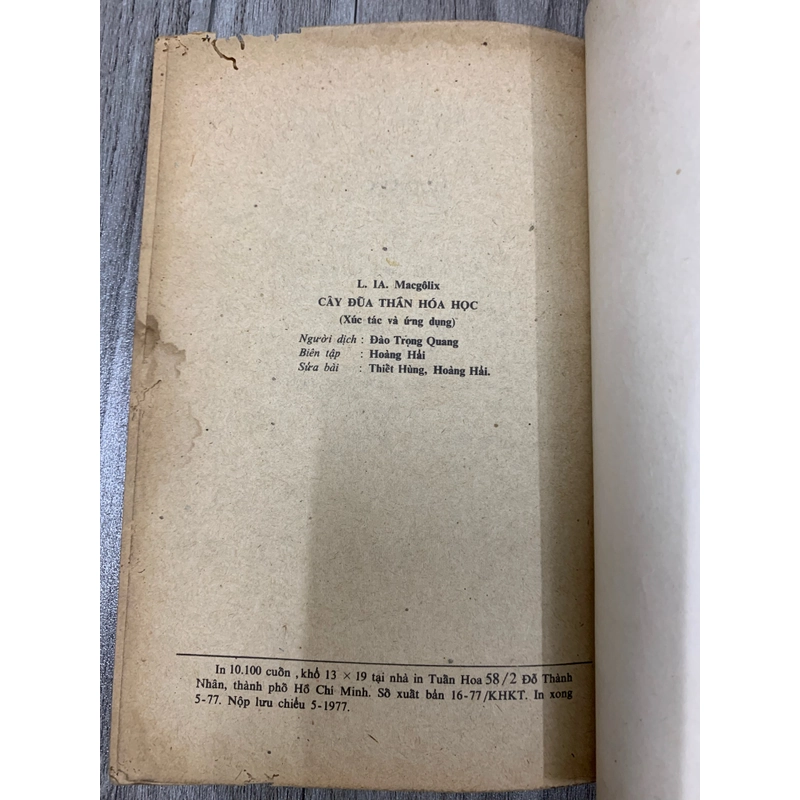 L. IA. Macgôlix
CÂY ĐŨA THẦN HÓA HỌC
(Xúc tác và ứng dụng)
Người dịch : Đào Trọng Quang
Biên tập : Hoàng Hải
Sửa bài : Thiết Hùng, Hoàng Hải.
In 10.100 cuốn , khổ 13 × 19 tại nhà in Tuấn Hoa 58/2 Đỗ Thành
Nhân, thành phố Hồ Chi Minh. Số xuất bản 16-77/KHKT. In xong
5-77. Nộp lưu chiểu 5-1977.